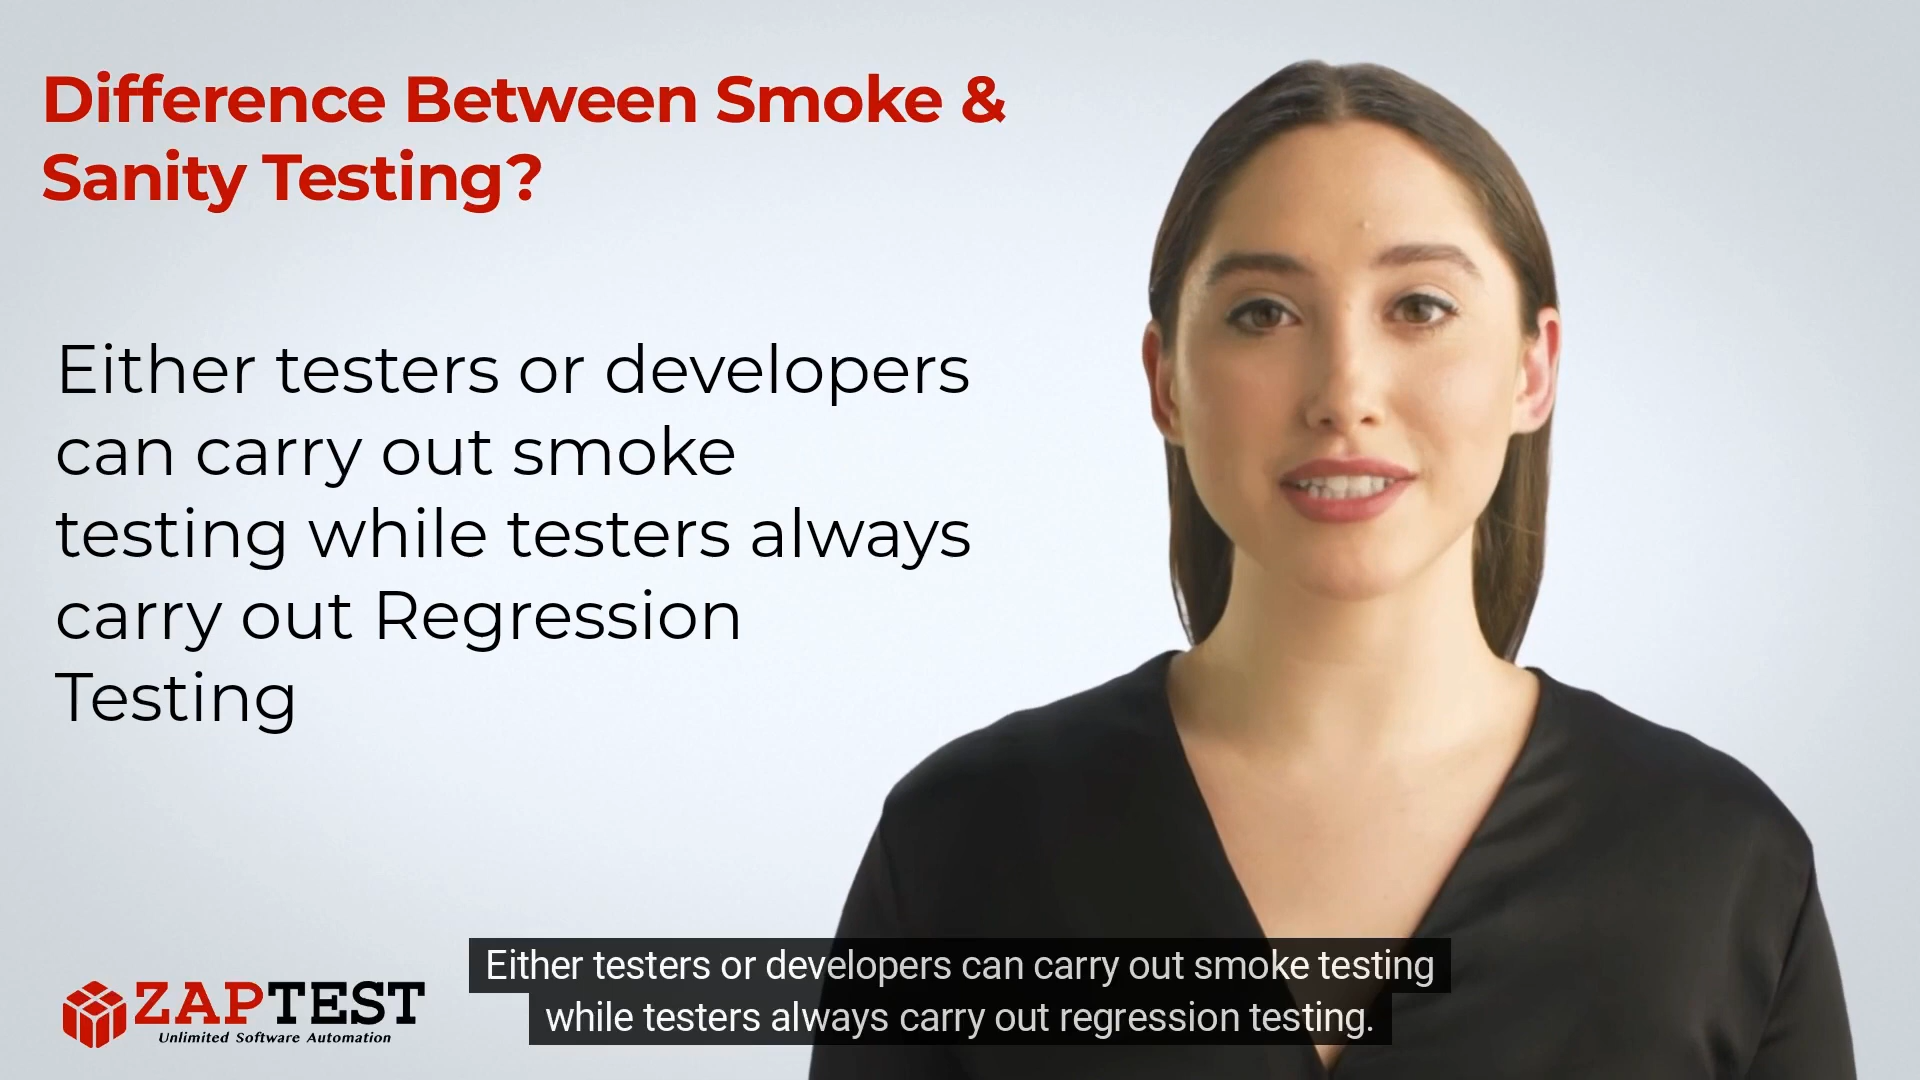 Difference Between Smoke &
Sanity Testing?
Either testers or developers
can carry out smoke
testing while testers always
carry out Regression
Testing
ZAPTEST
Unlimited Software Automation
Either testers or developers can carry out smoke testing
while testers always carry out regression testing.